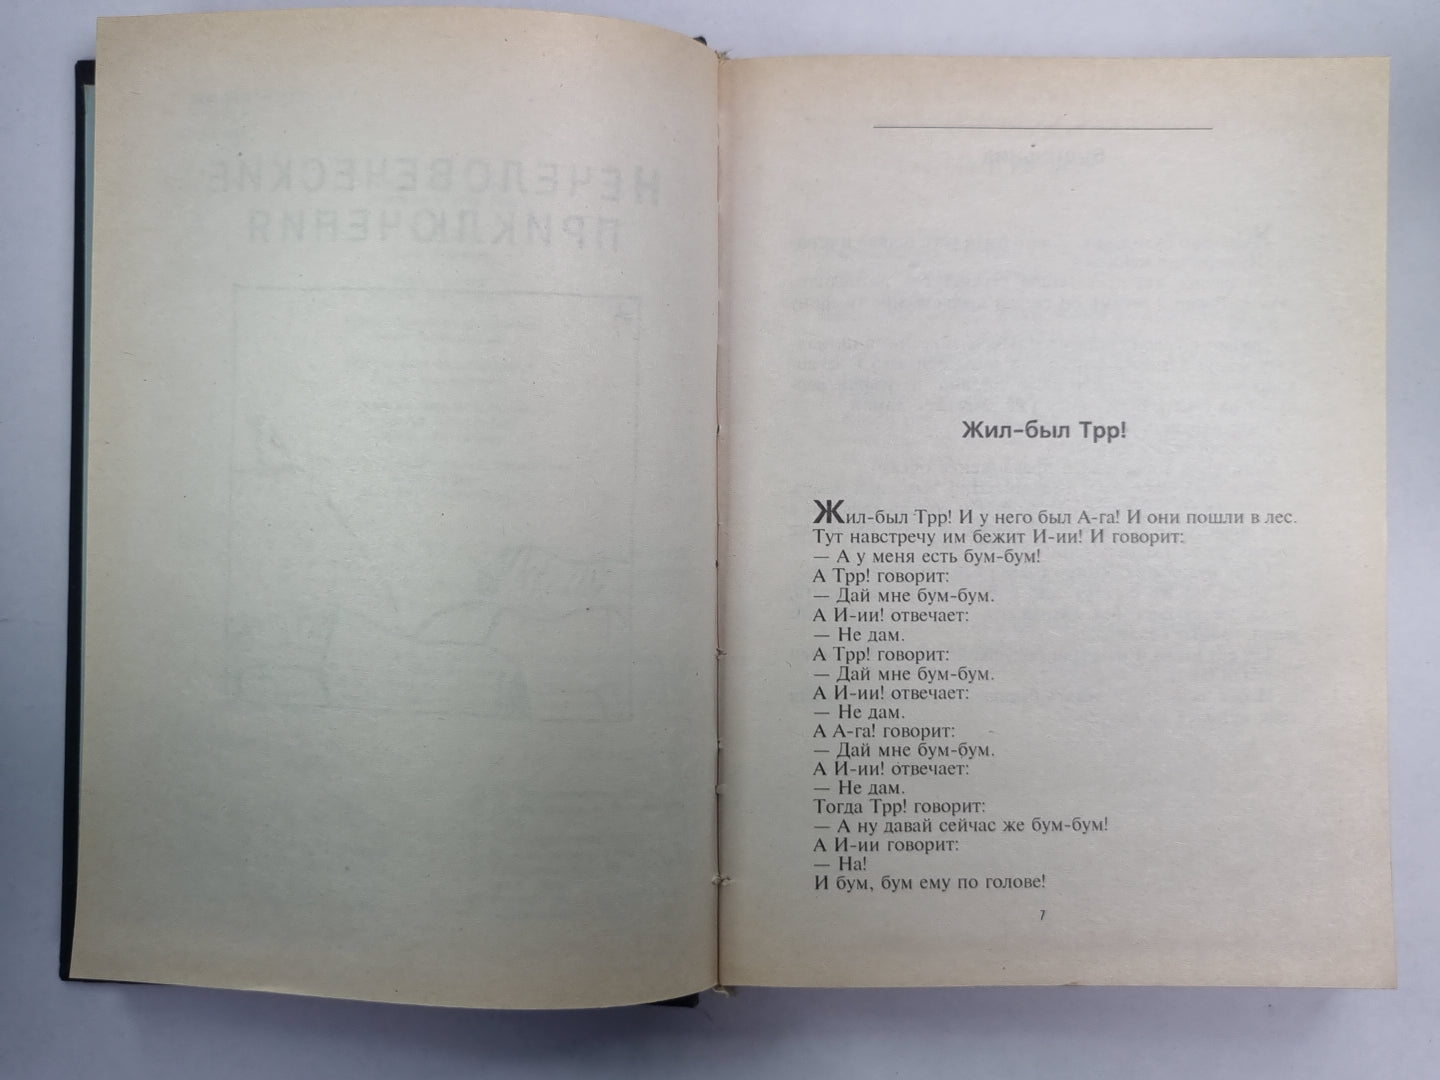 НЕЧЕЛОВЕЧЕСКИЕ
ПРИКЛЮЧЕНИЯ
Жил-был Трр!
Жил-был Трр! И у него был А-га! И они пошли в лес.
Тут навстречу им бежит И-ии! И говорит:
— А у меня есть бум-бум!
А Трр! говорит:
— Дай мне бум-бум.
А И-ии! отвечает:
— Не дам.
А Трр! говорит:
— Дай мне бум-бум.
А И-ии! отвечает:
— Не дам.
А А-га! говорит:
— Дай мне бум-бум.
А И-ии! отвечает:
— Не дам.
Тогда Трр! говорит:
— А ну давай сейчас же бум-бум!
А И-ии говорит:
— На!
И бум, бум ему по голове!
7